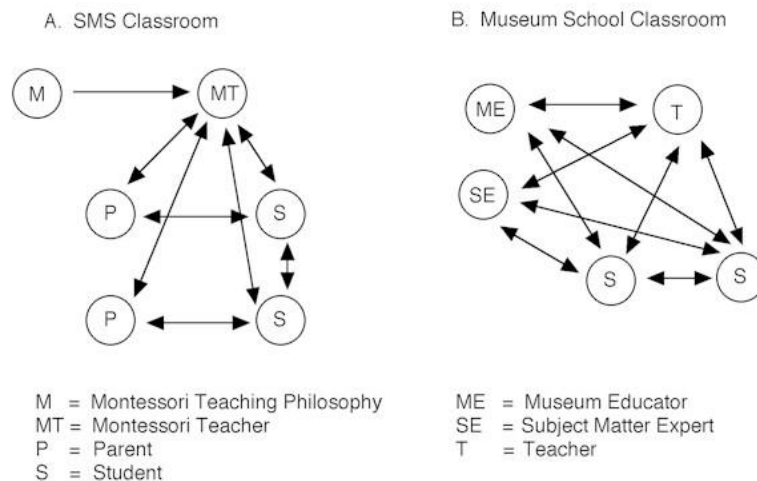 A. SMS Classroom
M
MT
P
S
P
S
M = Montessori Teaching Philosophy
MT = Montessori Teacher
P = Parent
S = Student
B. Museum School Classroom
ME
T
SE
S
S
ME = Museum Educator
SE = Subject Matter Expert
T = Teacher